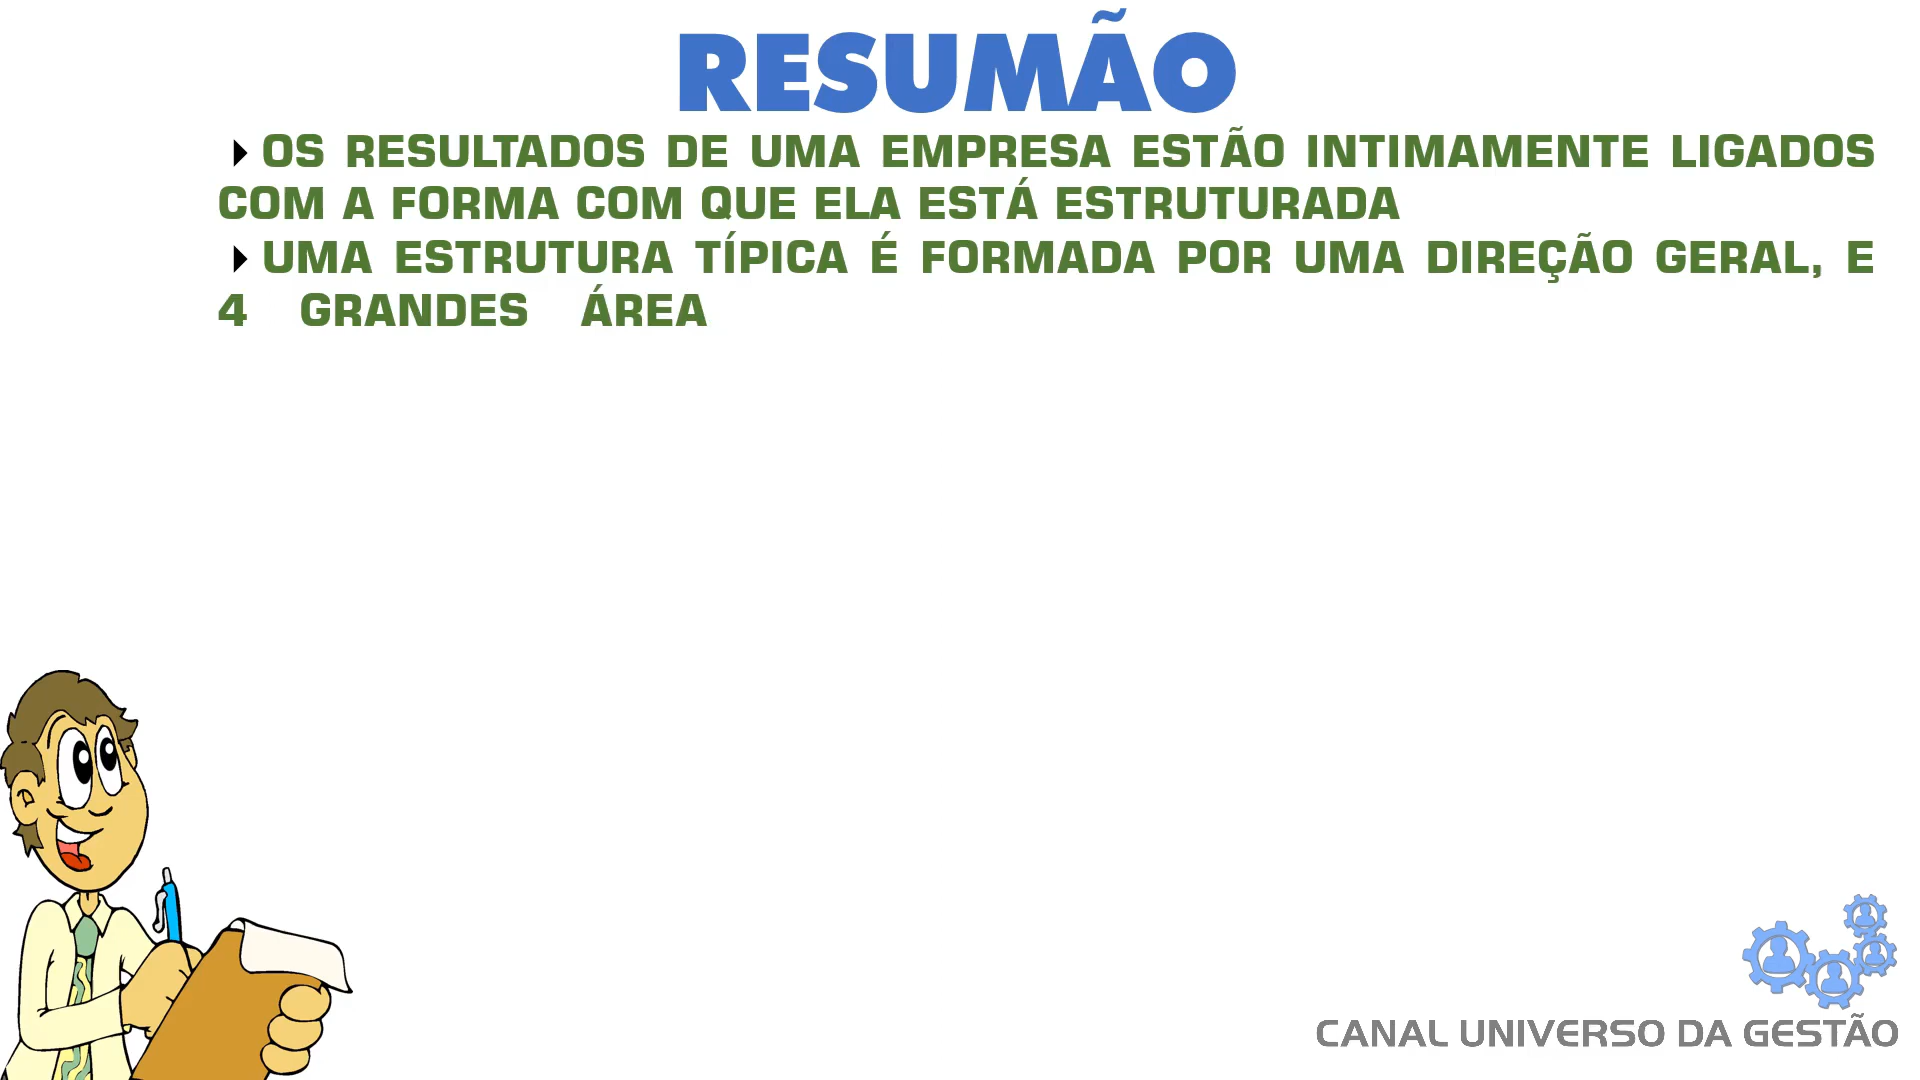 RESUMÃO
OS RESULTADOS DE UMA EMPRESA ESTÃO INTIMAMENTE LIGADOS
COM A FORMA COM QUE ELA ESTÁ ESTRUTURADA
UMA ESTRUTURA TÍPICA É FORMADA POR UMA DIREÇÃO GERAL, E
4 GRANDES ÁREA
CANAL UNIVERSO DA GESTÃO